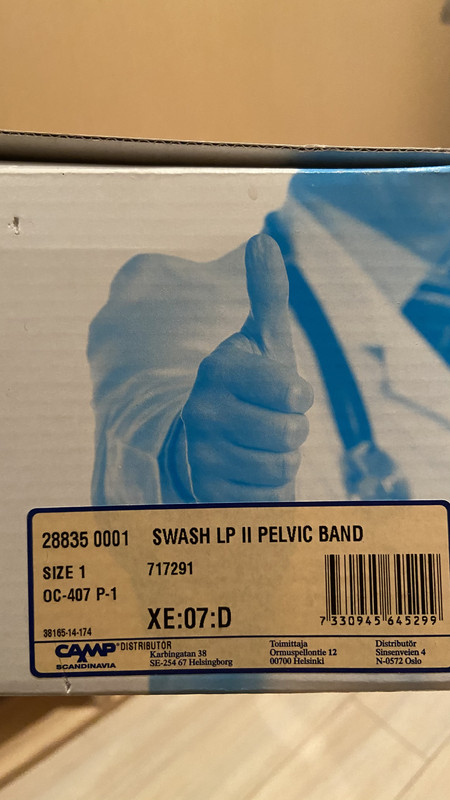 28835 0001 SWASH LP II PELVIC BAND
SIZE 1 717291
OC-407 P-1
XE:07:D
38165-14-174
7 330945 645299
CAMP
SCANDINAVIA
DISTRIBUTÖR
Karbingatan 38
SE-254 67 Helsingborg
Toimittaja
Ormuspellontie 12
00700 Helsinki
Distributör
Sinsenveien 4
N-0572 Oslo